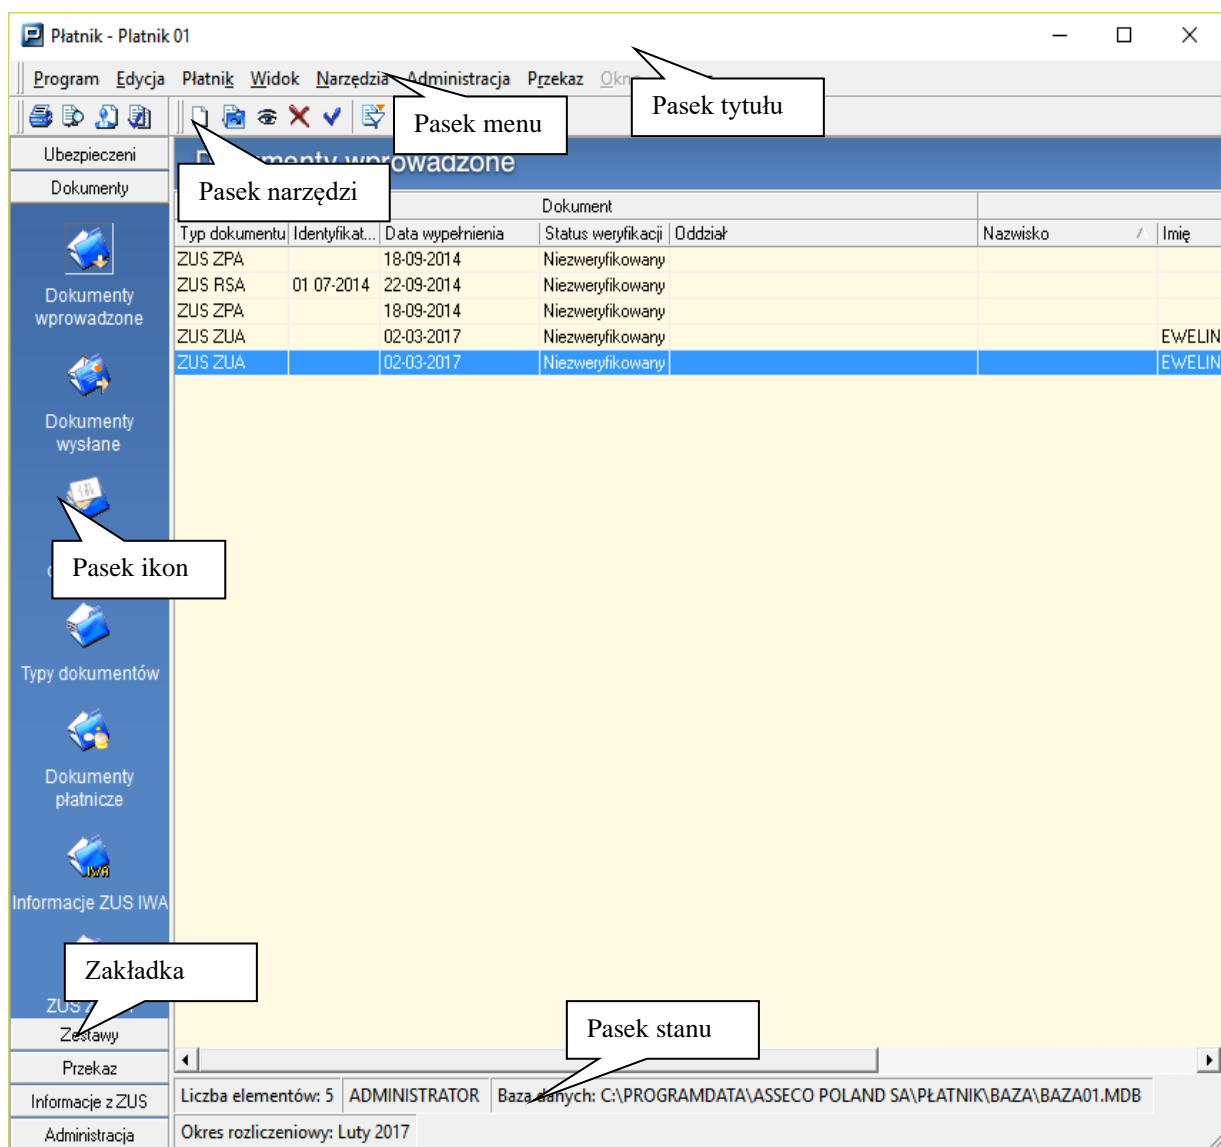 Płatnik - Platnik 01
Program Edycja Płatnik Widok Narzędzia Administracja Przekaz
Pasek tytułu
Pasek menu
Ubezpieczeni
Dokumenty wprowadzone
Dokumenty
Pasek narzędzi
Dokument
Typ dokumentu Identyfikat... Data wypełnienia Status weryfikacji Oddział Nazwisko Imię
ZUS ZPA 18-09-2014 Niezweryfikowany
ZUS RSA 01 07-2014 22-09-2014 Niezweryfikowany
ZUS ZPA 18-09-2014 Niezweryfikowany
ZUS ZUA 02-03-2017 Niezweryfikowany EWELIN
ZUS ZUA 02-03-2017 Niezweryfikowany EWELIN
Dokumenty
wprowadzone
Dokumenty
wysłane
Pasek ikon
Typy dokumentów
Dokumenty
płatnicze
IWA
Informacje ZUS IWA
Zakładka
ZUS
Zestawy
Pasek stanu
Przekaz
Informacje z ZUS
Administracja
Liczba elementów: 5 ADMINISTRATOR Baza danych: C:\PROGRAMDATA\ASSECO POLAND SA\PŁATNIK\BAZA\BAZA01.MDB
Okres rozliczeniowy: Luty 2017